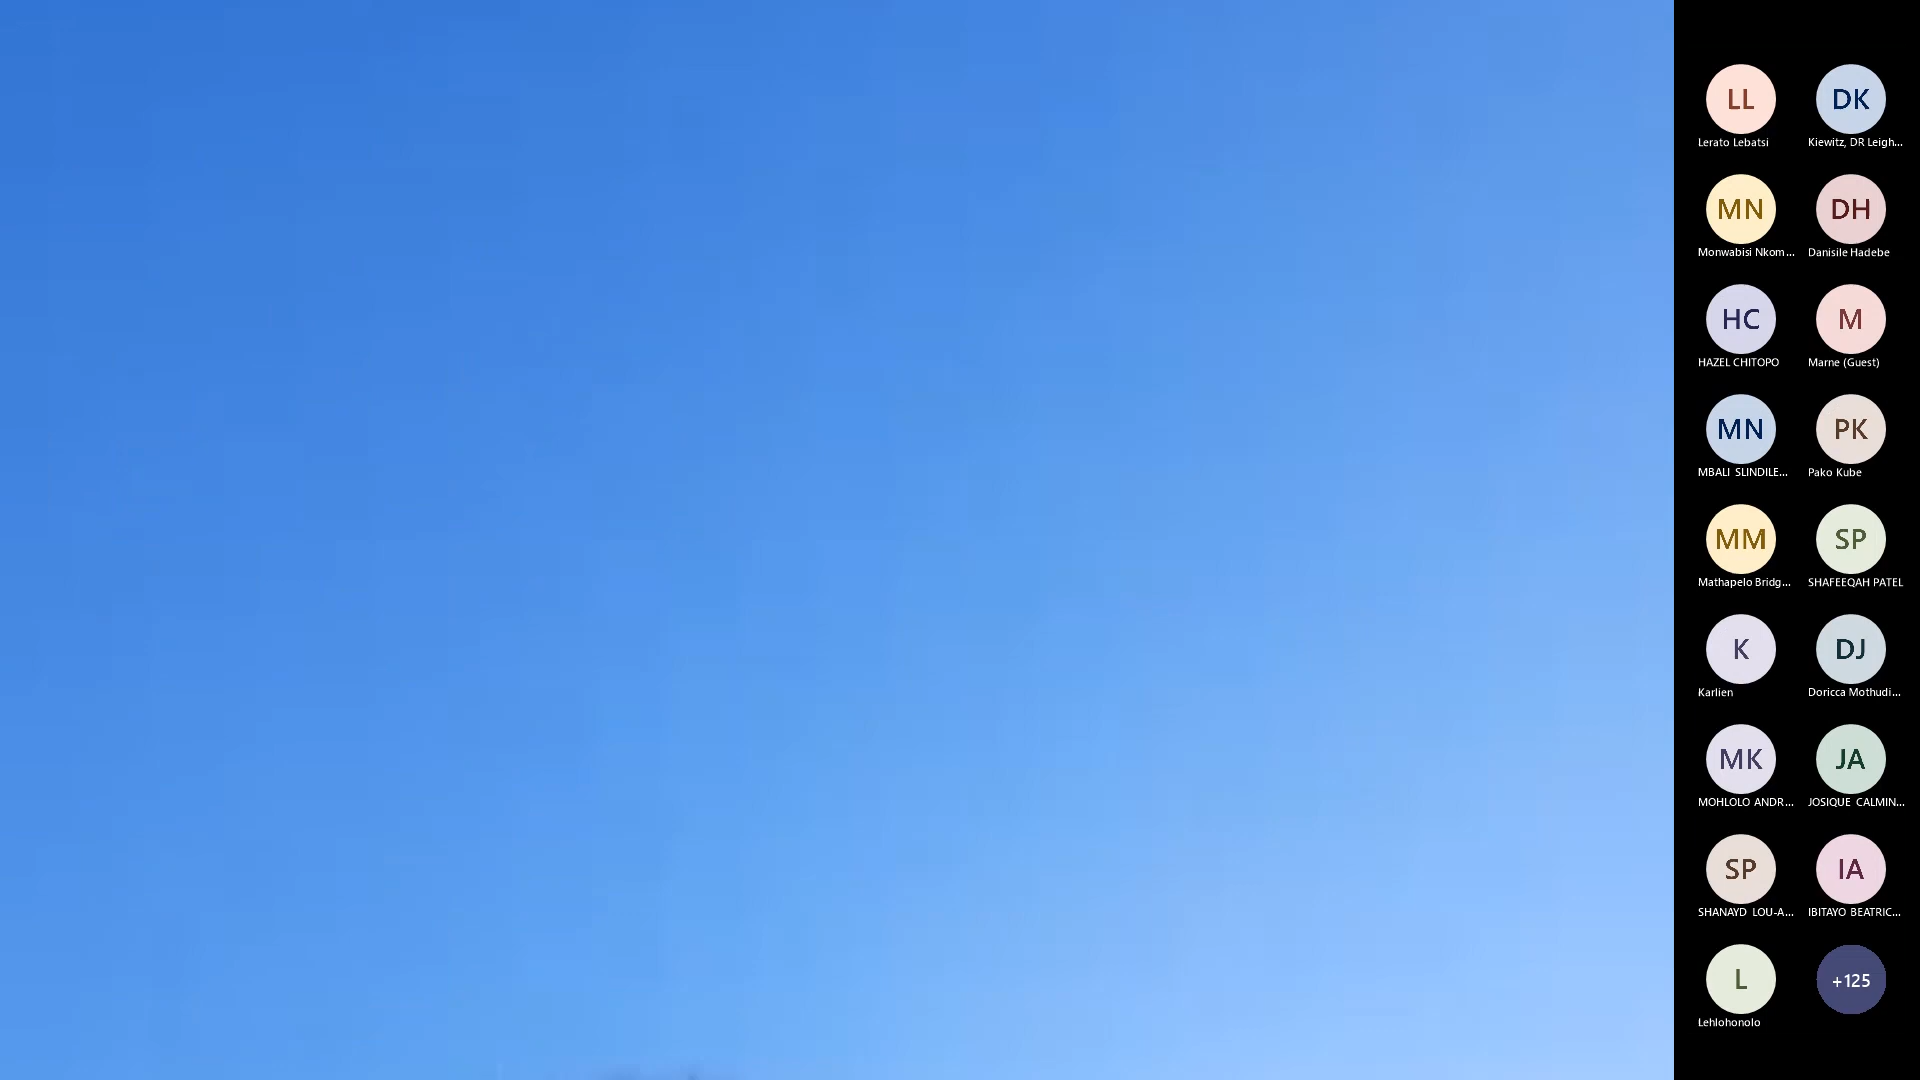 LL DK
Lerato Lebatsi Kiewitz, DR Leigh...
MN DH
Monwabisi Nkom... Danisile Hadebe
HC M
HAZEL CHITOPO Marne (Guest)
MN PK
MBALI SLINDILE... Pako Kube
MM SP
Mathapelo Bridg... SHAFEEQAH PATEL
K DJ
Karlien Doricca Mothudi...
MK JA
MOHLOLO ANDR... JOSIQUE CALMIN...
SP IA
SHANAYD LOU-A... IBITAYO BEATRIC...
L +125
Lehlohonolo